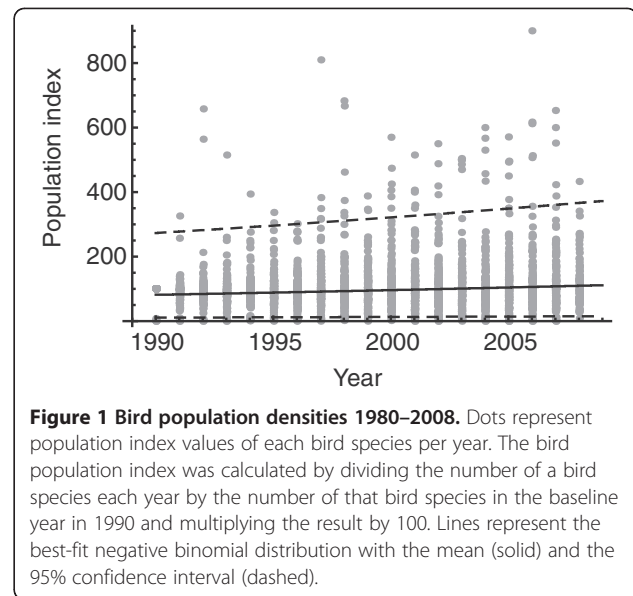 800
600
400
200
Population index
1990 1995 2000 2005
Year
Figure 1 Bird population densities 1980–2008. Dots represent
population index values of each bird species per year. The bird
population index was calculated by dividing the number of a bird
species each year by the number of that bird species in the baseline
year in 1990 and multiplying the result by 100. Lines represent the
best-fit negative binomial distribution with the mean (solid) and the
95% confidence interval (dashed).